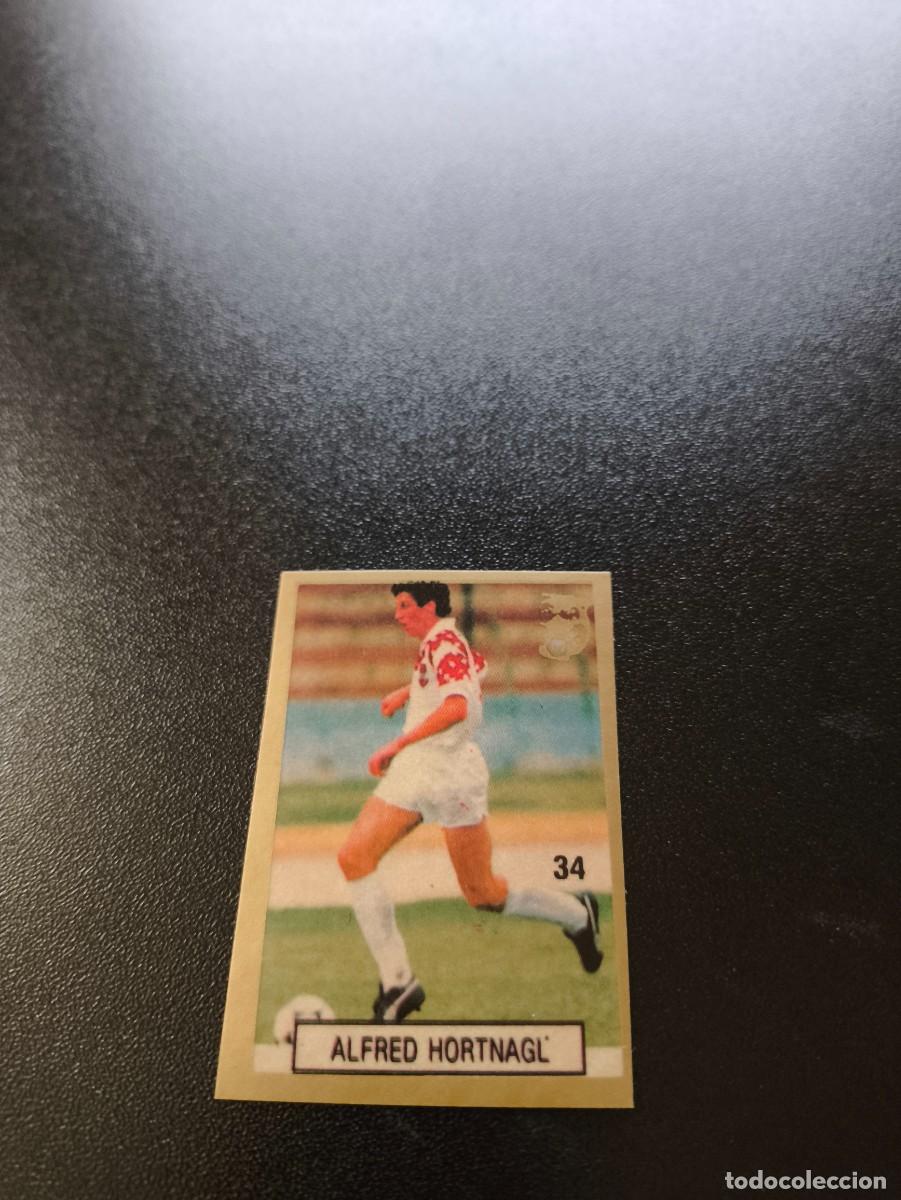 34
ALFRED HORTNAGL
todocoleccion